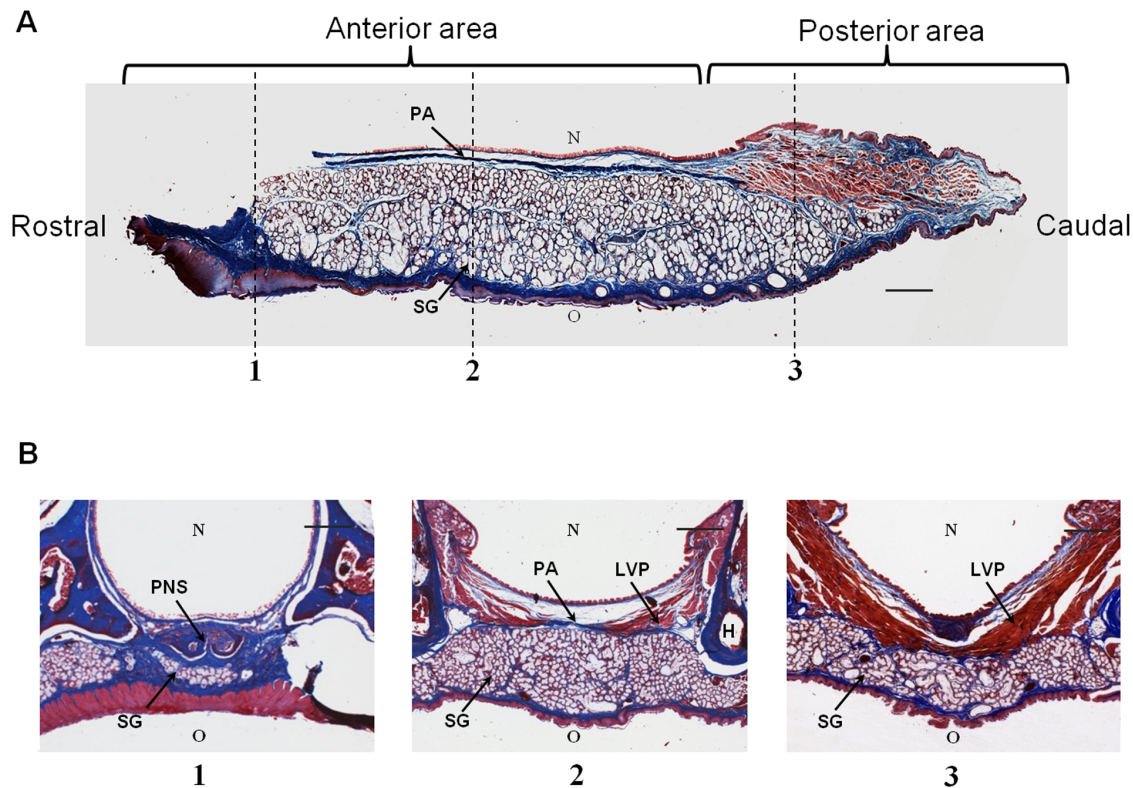 A
Anterior area
Posterior area
PA
N
Rostral
Caudal
SG
O
1
2
3
B
N
PNS
SG
O
1
N
PA
LVP
H
SG
O
2
N
LVP
SG
O
3